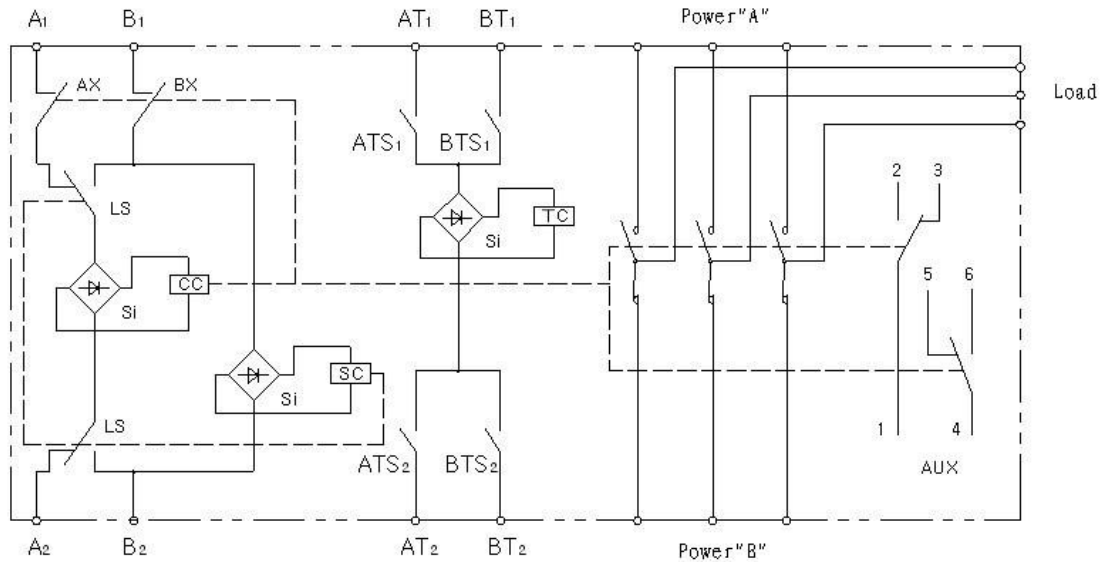 A1 B1 AT1 BT1 Power"A"
Load
AX BX
ATS1 BTS1
2 3
LS
TC
Si
CC
5 6
Si
SC
Si
LS
1 4
ATS2 BTS2
AUX
A2 B2 AT2 BT2 Power"B"